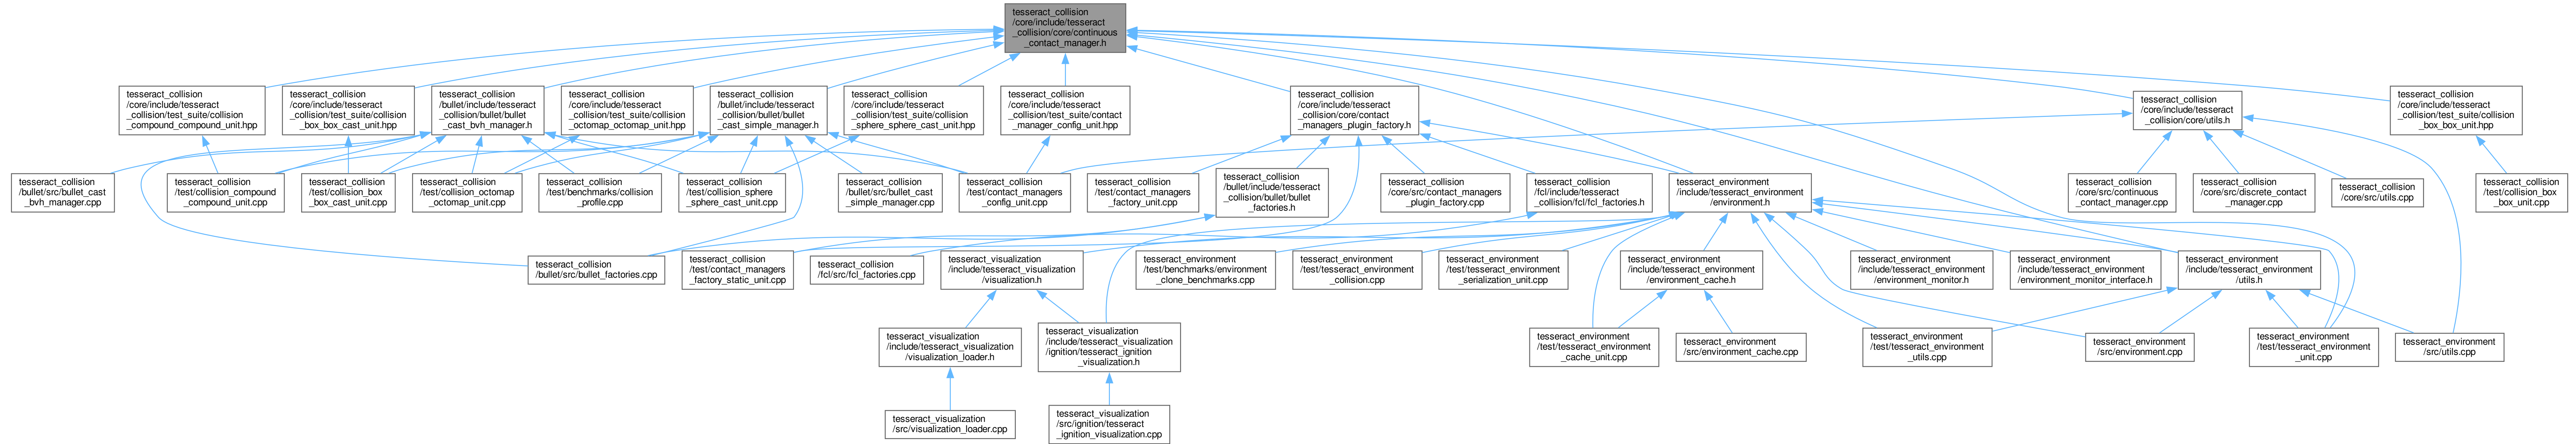 tesseract_collision
/core/include/tesseract
_collision/core/continuous
_contact_manager.h
tesseract_collision
/core/include/tesseract
_collision/test_suite/collision
_compound_compound_unit.hpp
tesseract_collision
/core/include/tesseract
_collision/test_suite/collision
_box_box_cast_unit.hpp
tesseract_collision
/bullet/include/tesseract
_collision/bullet/bullet
_cast_bvh_manager.h
tesseract_collision
/core/include/tesseract
_collision/test_suite/collision
_octomap_octomap_unit.hpp
tesseract_collision
/bullet/include/tesseract
_collision/bullet/bullet
_cast_simple_manager.h
tesseract_collision
/core/include/tesseract
_collision/test_suite/collision
_sphere_sphere_cast_unit.hpp
tesseract_collision
/core/include/tesseract
_collision/test_suite/contact
_manager_config_unit.hpp
tesseract_collision
/core/include/tesseract
_collision/core/contact
_managers_plugin_factory.h
tesseract_collision
/core/include/tesseract
_collision/core/utils.h
tesseract_collision
/core/include/tesseract
_collision/test_suite/collision
_box_box_unit.hpp
tesseract_collision
/bullet/src/bullet_cast
_bvh_manager.cpp
tesseract_collision
/test/collision_compound
_compound_unit.cpp
tesseract_collision
/test/collision_box
_box_cast_unit.cpp
tesseract_collision
/test/collision_octomap
_octomap_unit.cpp
tesseract_collision
/test/benchmarks/collision
_profile.cpp
tesseract_collision
/test/collision_sphere
_sphere_cast_unit.cpp
tesseract_collision
/bullet/src/bullet_cast
_simple_manager.cpp
tesseract_collision
/test/contact_managers
_config_unit.cpp
tesseract_collision
/test/contact_managers
_factory_unit.cpp
tesseract_collision
/bullet/include/tesseract
_collision/bullet/bullet
_factories.h
tesseract_collision
/core/src/contact_managers
_plugin_factory.cpp
tesseract_collision
/fcl/include/tesseract
_collision/fcl/fcl_factories.h
tesseract_environment
/include/tesseract_environment
/environment.h
tesseract_collision
/core/src/continuous
_contact_manager.cpp
tesseract_collision
/core/src/discrete_contact
_manager.cpp
tesseract_collision
/core/src/utils.cpp
tesseract_collision
/test/collision_box
_box_unit.cpp
tesseract_collision
/bullet/src/bullet_factories.cpp
tesseract_collision
/test/contact_managers
_factory_static_unit.cpp
tesseract_collision
/fcl/src/fcl_factories.cpp
tesseract_visualization
/include/tesseract_visualization
/visualization.h
tesseract_environment
/test/benchmarks/environment
_clone_benchmarks.cpp
tesseract_environment
/test/tesseract_environment
_collision.cpp
tesseract_environment
/test/tesseract_environment
_serialization_unit.cpp
tesseract_environment
/include/tesseract_environment
/environment_cache.h
tesseract_environment
/include/tesseract_environment
/environment_monitor.h
tesseract_environment
/include/tesseract_environment
/environment_monitor_interface.h
tesseract_environment
/include/tesseract_environment
/utils.h
tesseract_visualization
/include/tesseract_visualization
/visualization_loader.h
tesseract_visualization
/include/tesseract_visualization
/ignition/tesseract_ignition
_visualization.h
tesseract_environment
/test/tesseract_environment
_cache_unit.cpp
tesseract_environment
/src/environment_cache.cpp
tesseract_environment
/test/tesseract_environment
_utils.cpp
tesseract_environment
/src/environment.cpp
tesseract_environment
/test/tesseract_environment
_unit.cpp
tesseract_environment
/src/utils.cpp
tesseract_visualization
/src/visualization_loader.cpp
tesseract_visualization
/src/ignition/tesseract
_ignition_visualization.cpp